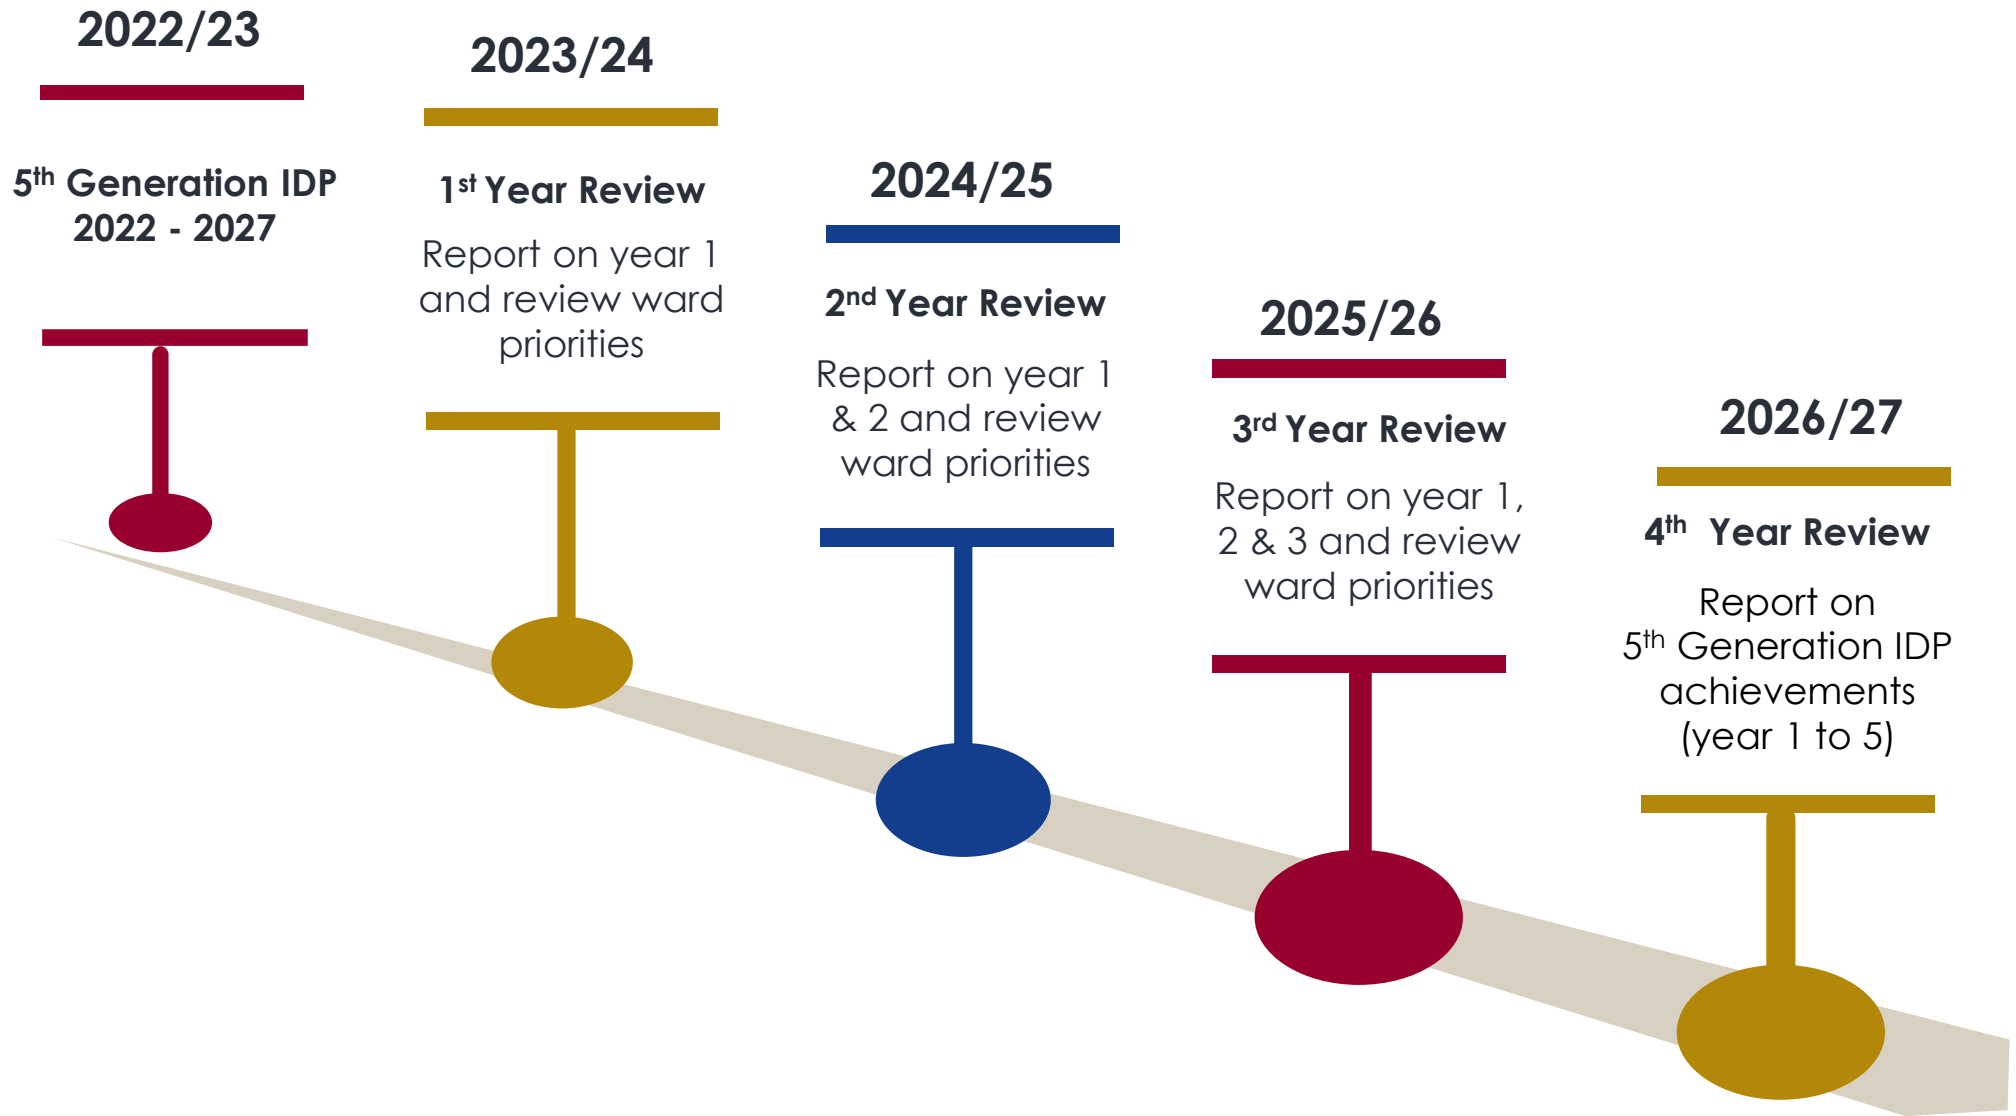 2022/23
5th Generation IDP
2022 - 2027
2023/24
1st Year Review
Report on year 1
and review ward
priorities
2024/25
2nd Year Review
Report on year 1
& 2 and review
ward priorities
2025/26
3rd Year Review
Report on year 1,
2 & 3 and review
ward priorities
2026/27
4th Year Review
Report on
5th Generation IDP
achievements
(year 1 to 5)